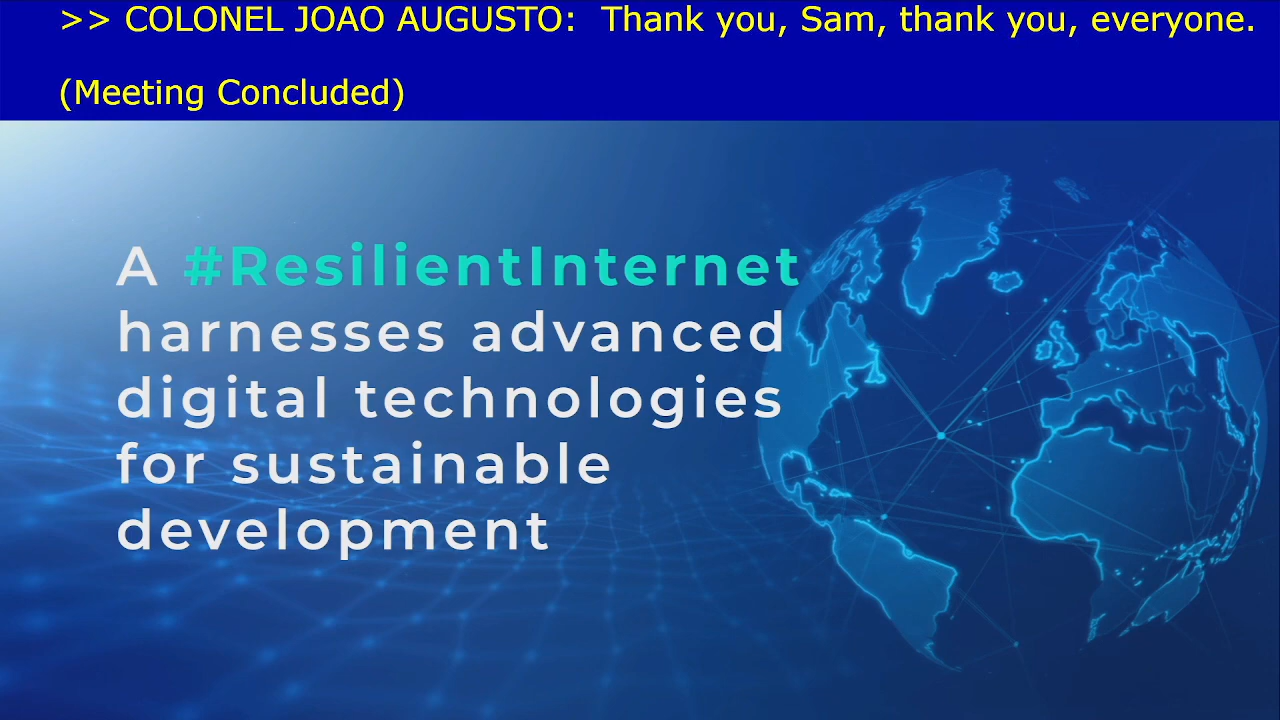 >> COLONEL JOAO AUGUSTO:  Thank you, Sam, thank you, everyone.
(Meeting Concluded)
A #ResilientInternet
harnesses advanced
digital technologies
for sustainable
development